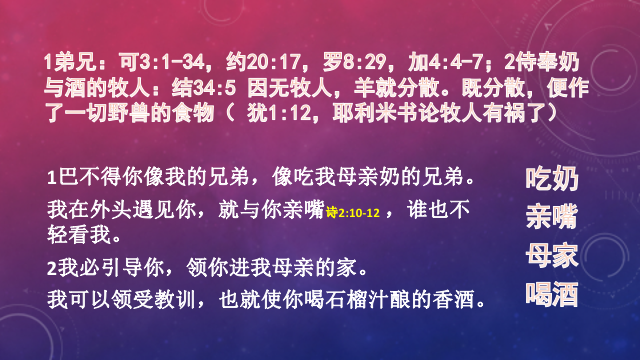 1弟兄：可3:1-34，约20:17，罗8:29，加4:4-7；2侍奉奶
与酒的牧人：结34:5 因无牧人，羊就分散。既分散，便作
了一切野兽的食物（ 犹1:12，耶利米书论牧人有祸了）
1巴不得你像我的兄弟，像吃我母亲奶的兄弟。
我在外头遇见你，就与你亲嘴诗2:10-12 ，谁也不
轻看我。
2我必引导你，领你进我母亲的家。
我可以领受教训，也就使你喝石榴汁酿的香酒。
吃奶
亲嘴
母家
喝酒